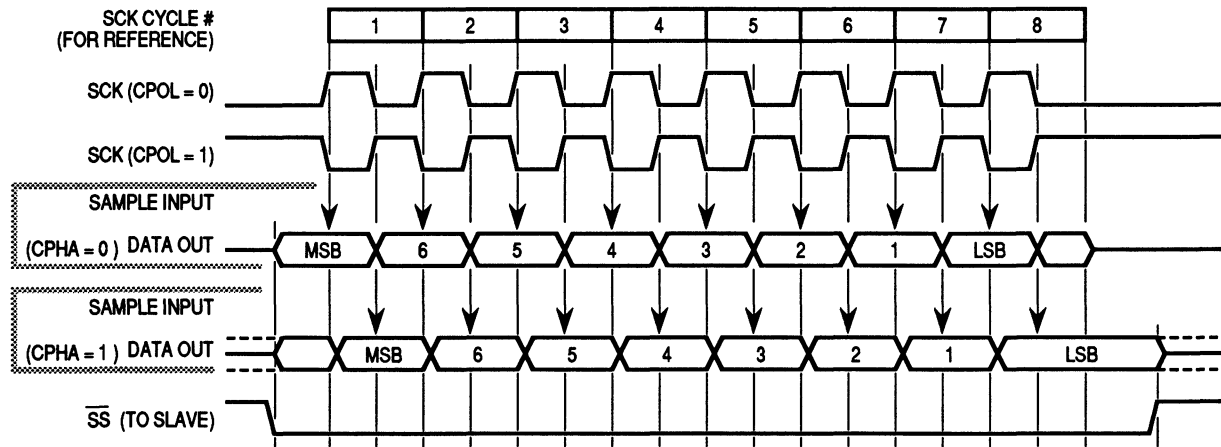 SCK CYCLE #
(FOR REFERENCE)
1 2 3 4 5 6 7 8
SCK (CPOL = 0)
SCK (CPOL = 1)
SAMPLE INPUT
(CPHA = 0) DATA OUT
MSB 6 5 4 3 2 1 LSB
SAMPLE INPUT
(CPHA = 1) DATA OUT
MSB 6 5 4 3 2 1 LSB
SS (TO SLAVE)